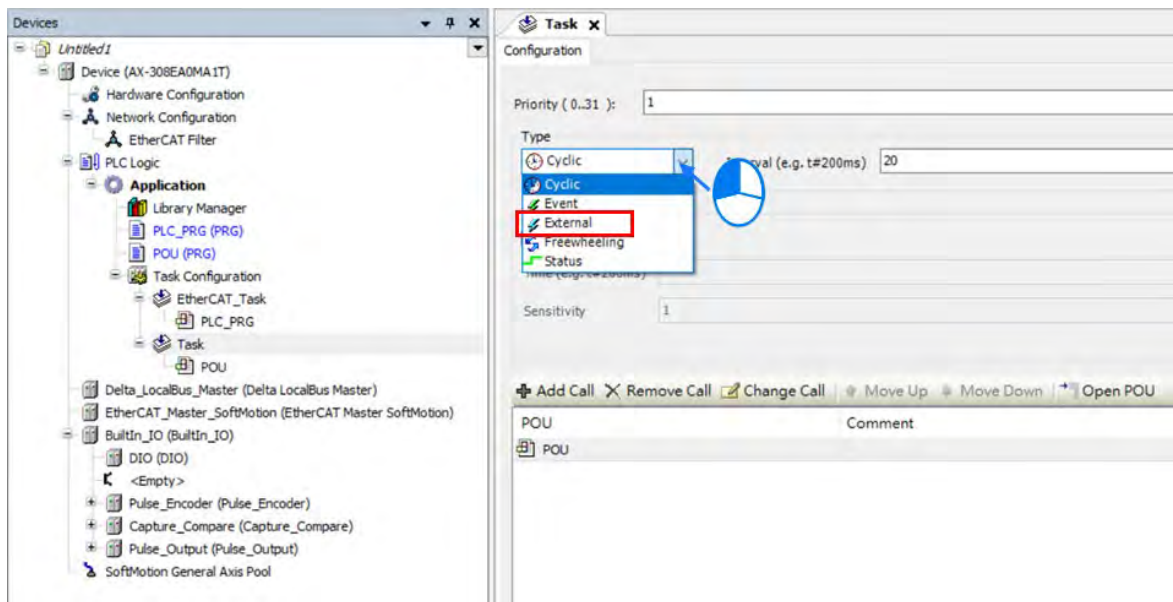 Devices
Untitled1
Device (AX-308EA0MA1T)
Hardware Configuration
Network Configuration
EtherCAT Filter
PLC Logic
Application
Library Manager
PLC_PRG (PRG)
POU (PRG)
Task Configuration
EtherCAT_Task
PLC_PRG
Task
POU
Delta_LocalBus_Master (Delta LocalBus Master)
EtherCAT_Master_SoftMotion (EtherCAT Master SoftMotion)
BuiltIn_IO (BuiltIn_IO)
DIO (DIO)
<Empty>
Pulse_Encoder (Pulse_Encoder)
Capture_Compare (Capture_Compare)
Pulse_Output (Pulse_Output)
SoftMotion General Axis Pool
Task
Configuration
Priority ( 0..31 ): 1
Type
Cyclic (e.g. t#200ms) 20
Cyclic
Event
External
Freewheeling
Status
Time (e.g. t#200ms)
Sensitivity 1
Add Call Remove Call Change Call Move Up Move Down Open POU
POU Comment
POU